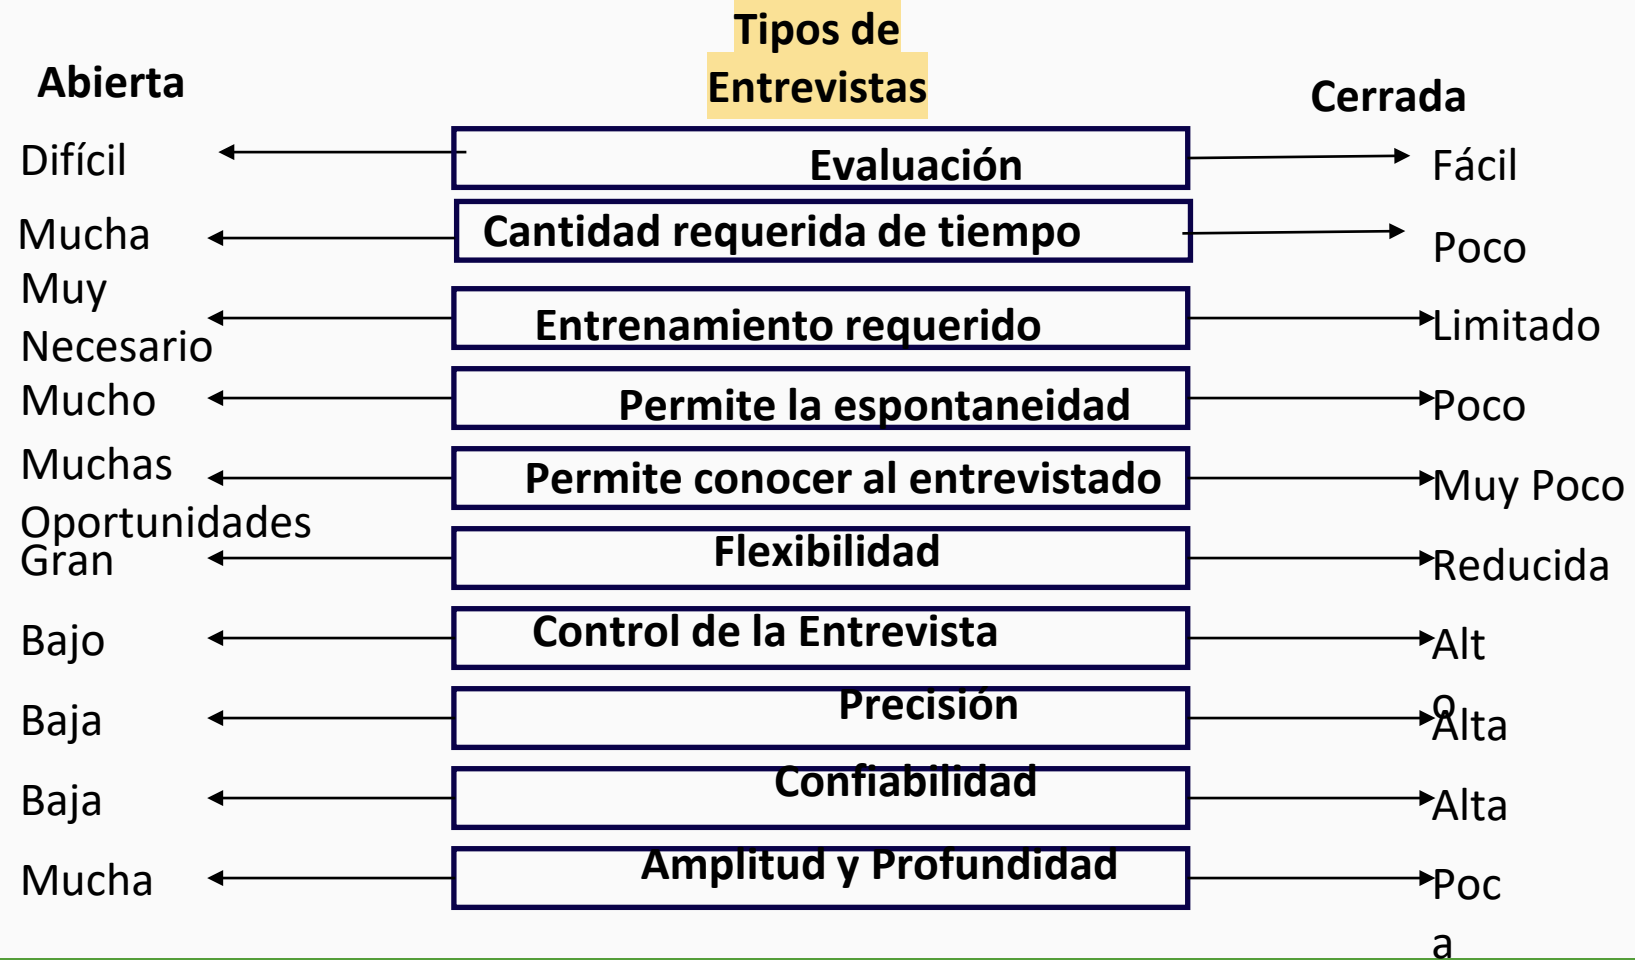 Tipos de
Entrevistas
Abierta
Cerrada
Difícil
Evaluación
Fácil
Mucha
Cantidad requerida de tiempo
Poco
Muy
Necesario
Entrenamiento requerido
Limitado
Mucho
Permite la espontaneidad
Poco
Muchas
Oportunidades
Permite conocer al entrevistado
Muy Poco
Gran
Flexibilidad
Reducida
Bajo
Control de la Entrevista
Alt
o
Baja
Precisión
Alta
Baja
Confiabilidad
Alta
Mucha
Amplitud y Profundidad
Poc
a